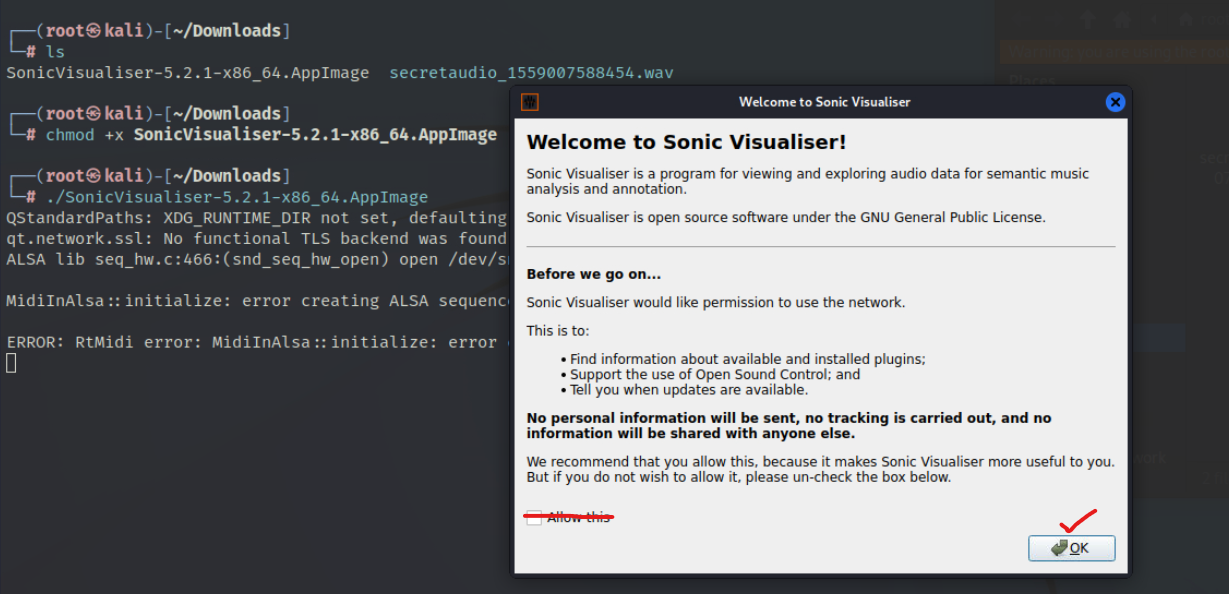 ┌──(root㉿kali)-[~/Downloads]
└─# ls
SonicVisualiser-5.2.1-x86_64.AppImage  secretaudio_1559007588454.wav
┌──(root㉿kali)-[~/Downloads]
└─# chmod +x SonicVisualiser-5.2.1-x86_64.AppImage
┌──(root㉿kali)-[~/Downloads]
└─# ./SonicVisualiser-5.2.1-x86_64.AppImage
QStandardPaths: XDG_RUNTIME_DIR not set, defaulting
qt.network.ssl: No functional TLS backend was found
ALSA lib seq_hw.c:466:(snd_seq_hw_open) open /dev/s
MidiInAlsa::initialize: error creating ALSA sequenc
ERROR: RtMidi error: MidiInAlsa::initialize: error
Welcome to Sonic Visualiser
Welcome to Sonic Visualiser!
Sonic Visualiser is a program for viewing and exploring audio data for semantic music
analysis and annotation.
Sonic Visualiser is open source software under the GNU General Public License.
Before we go on...
Sonic Visualiser would like permission to use the network.
This is to:
• Find information about available and installed plugins;
• Support the use of Open Sound Control; and
• Tell you when updates are available.
No personal information will be sent, no tracking is carried out, and no
information will be shared with anyone else.
We recommend that you allow this, because it makes Sonic Visualiser more useful to you.
But if you do not wish to allow it, please un-check the box below.
Allow this
OK
Warning: you are using the roo
Places